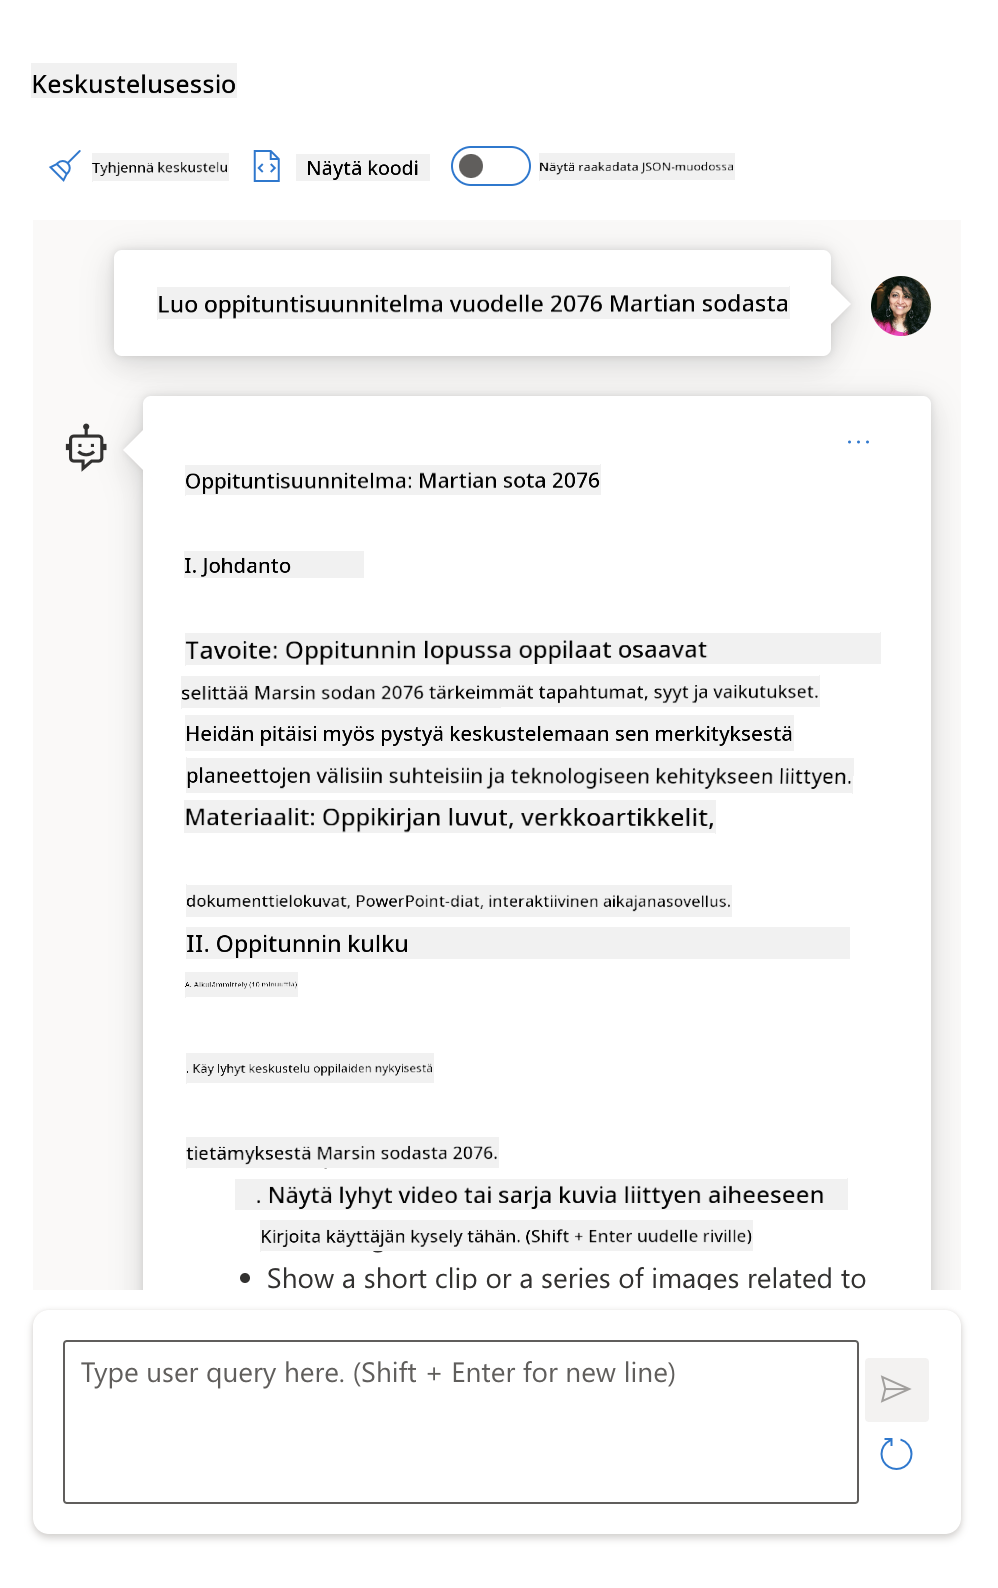 Keskustelusessio
Tyhjennä keskustelu
Näytä koodi
Näytä raakadata JSON-muodossa
Luo oppituntisuunnitelma vuodelle 2076 Martian sodasta
Oppituntisuunnitelma: Martian sota 2076
I. Johdanto
Tavoite: Oppitunnin lopussa oppilaat osaavat
selittää Marsin sodan 2076 tärkeimmät tapahtumat, syyt ja vaikutukset.
Heidän pitäisi myös pystyä keskustelemaan sen merkityksestä
planeettojen välisiin suhteisiin ja teknologiseen kehitykseen liittyen.
Materiaalit: Oppikirjan luvut, verkkoartikkelit,
dokumenttielokuvat, PowerPoint-diat, interaktiivinen aikajanasovellus.
II. Oppitunnin kulku
A. Alkulämmittely (10 minuuttia)
. Käy lyhyt keskustelu oppilaiden nykyisestä
tietämyksestä Marsin sodasta 2076.
. Näytä lyhyt video tai sarja kuvia liittyen aiheeseen
Kirjoita käyttäjän kysely tähän. (Shift + Enter uudelle riville)
• Show a short clip or a series of images related to
Type user query here. (Shift + Enter for new line)